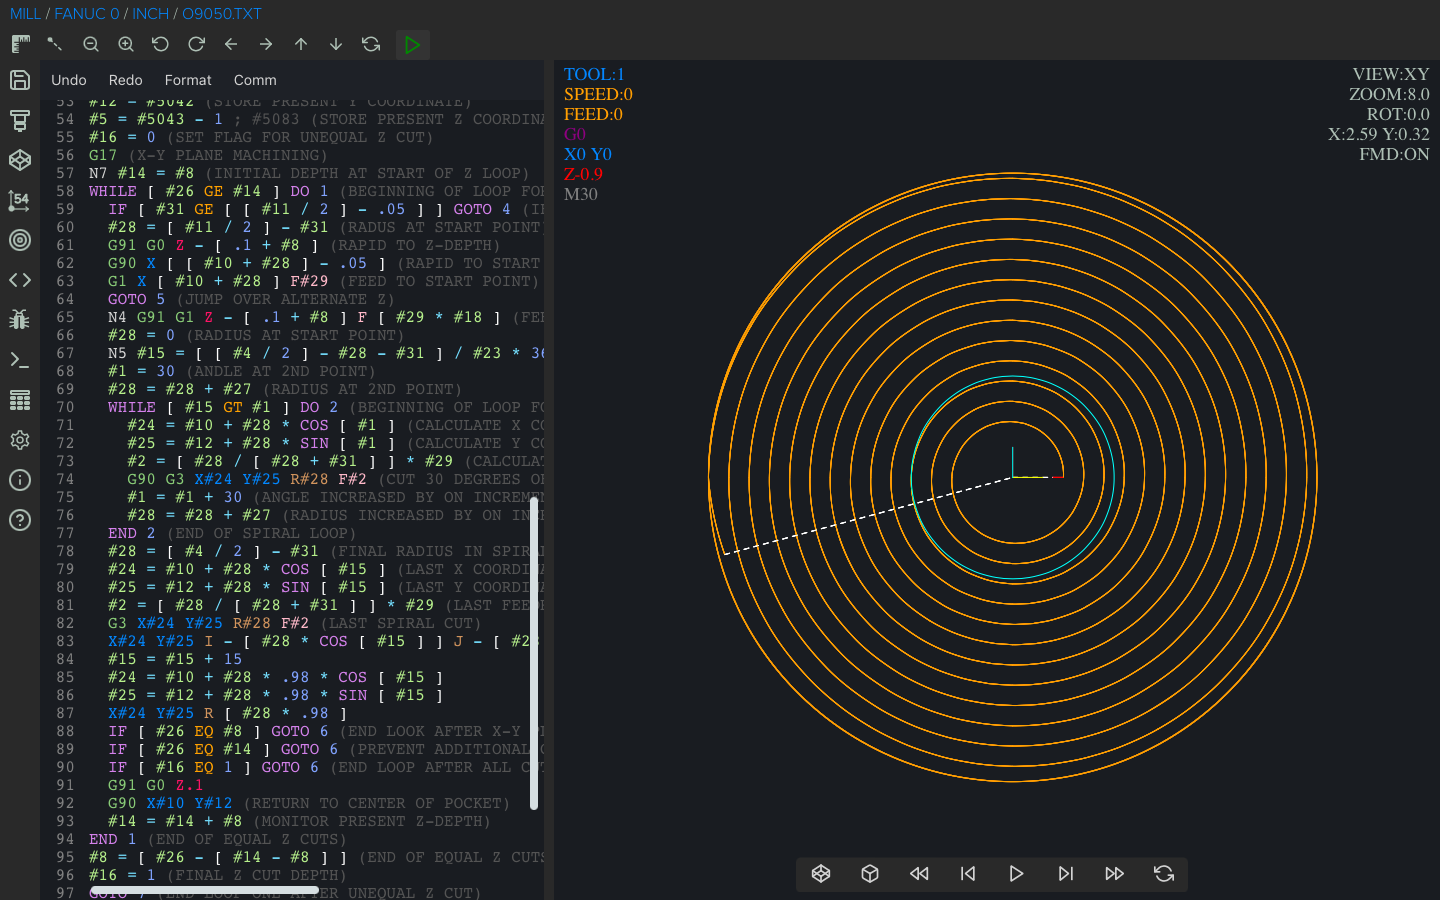 MILL / FANUC 0 / INCH / O9050.TXT
Undo Redo Format Comm
53 #12 = #5042 (STORE PRESENT Y COORDINATE)
54 #5 = #5043 - 1 ; #5083 (STORE PRESENT Z COORDINA
55 #16 = 0 (SET FLAG FOR UNEQUAL Z CUT)
56 G17 (X-Y PLANE MACHINING)
57 N7 #14 = #8 (INITIAL DEPTH AT START OF Z LOOP)
58 WHILE [ #26 GE #14 ] DO 1 (BEGINNING OF LOOP FO
59 IF [ #31 GE [ [ #11 / 2 ] - .05 ] ] GOTO 4 (I
60 #28 = [ #11 / 2 ] - #31 (RADUS AT START POINT)
61 G91 G0 Z - [ .1 + #8 ] (RAPID TO Z-DEPTH)
62 G90 X [ [ #10 + #28 ] - .05 ] (RAPID TO START
63 G1 X [ #10 + #28 ] F#29 (FEED TO START POINT)
64 GOTO 5 (JUMP OVER ALTERNATE Z)
65 N4 G91 G1 Z - [ .1 + #8 ] F [ #29 * #18 ] (FEE
66 #28 = 0 (RADIUS AT START POINT)
67 N5 #15 = [ [ #4 / 2 ] - #28 - #31 ] / #23 * 36
68 #1 = 30 (ANGLE AT 2ND POINT)
69 #28 = #28 + #27 (RADIUS AT 2ND POINT)
70 WHILE [ #15 GT #1 ] DO 2 (BEGINNING OF LOOP FO
71 #24 = #10 + #28 * COS [ #1 ] (CALCULATE X CO
72 #25 = #12 + #28 * SIN [ #1 ] (CALCULATE Y CO
73 #2 = [ #28 / [ #28 + #31 ] ] * #29 (CALCULAT
74 G90 G3 X#24 Y#25 R#28 F#2 (CUT 30 DEGREES O
75 #1 = #1 + 30 (ANGLE INCREASED BY ON INCREMEN
76 #28 = #28 + #27 (RADIUS INCREASED BY ON IN
77 END 2 (END OF SPIRAL LOOP)
78 #28 = [ #4 / 2 ] - #31 (FINAL RADIUS IN SPIRA
79 #24 = #10 + #28 * COS [ #15 ] (LAST X COORDI
80 #25 = #12 + #28 * SIN [ #15 ] (LAST Y COORDI
81 #2 = [ #28 / [ #28 + #31 ] ] * #29 (LAST FEE
82 G3 X#24 Y#25 R#28 F#2 (LAST SPIRAL CUT)
83 X#24 Y#25 I - [ #28 * COS [ #15 ] ] J - [ #28
84 #15 = #15 + 15
85 #24 = #10 + #28 * .98 * COS [ #15 ]
86 #25 = #12 + #28 * .98 * SIN [ #15 ]
87 X#24 Y#25 R [ #28 * .98 ]
88 IF [ #26 EQ #8 ] GOTO 6 (END LOOK AFTER X-Y
89 IF [ #26 EQ #14 ] GOTO 6 (PREVENT ADDITIONAL
90 IF [ #16 EQ 1 ] GOTO 6 (END LOOP AFTER ALL C
91 G91 G0 Z.1
92 G90 X#10 Y#12 (RETURN TO CENTER OF POCKET)
93 #14 = #14 + #8 (MONITOR PRESENT Z-DEPTH)
94 END 1 (END OF EQUAL Z CUTS)
95 #8 = [ #26 - [ #14 - #8 ] ] (END OF EQUAL Z CUTS
96 #16 = 1 (FINAL Z CUT DEPTH)
97 GOTO 7 (END LOOP ONE AFTER UNEQUAL Z CUT)
TOOL:1
SPEED:0
FEED:0
G0
X0 Y0
Z-0.9
M30
VIEW:XY
ZOOM:8.0
ROT:0.0
X:2.59 Y:0.32
FMD:ON
54